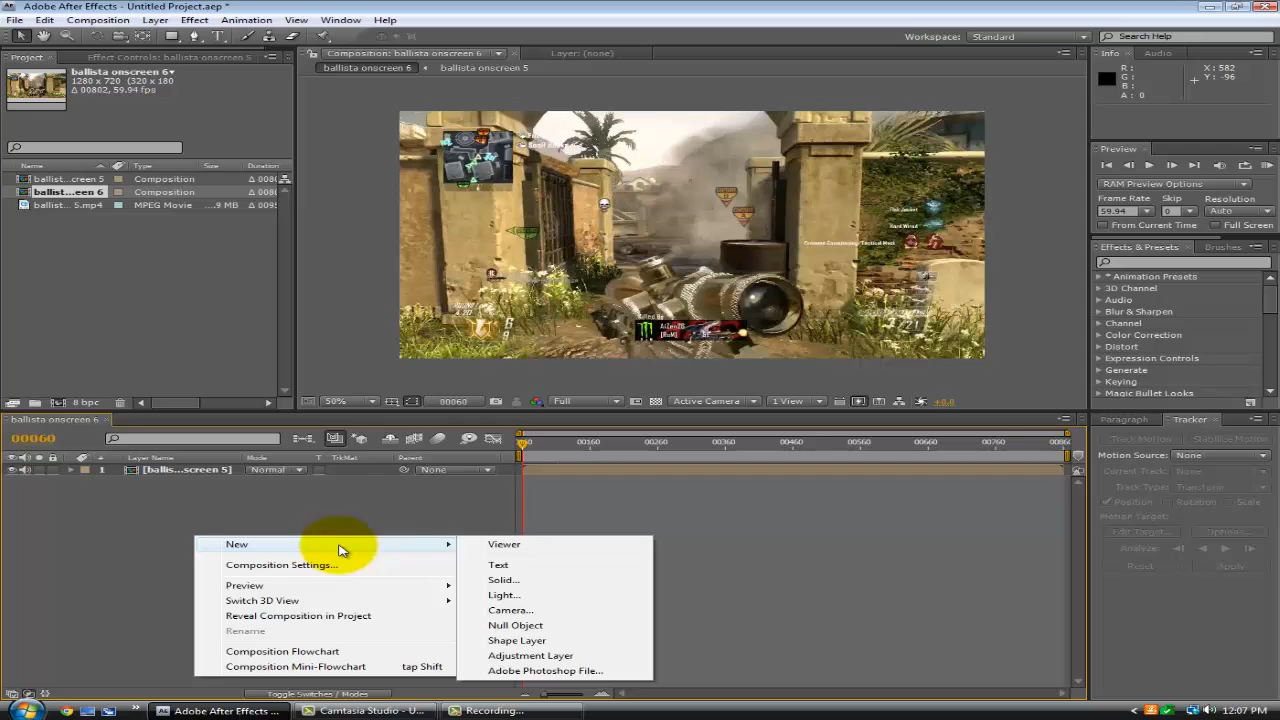 Adobe After Effects - Untitled Project.aep *
File Edit Composition Layer Effect Animation View Window Help
Workspace: Standard
Search Help
Project
Effect Controls: ballista onscreen 5
Composition: ballista onscreen 6
Layer: (none)
Info
Audio
ballista onscreen 6
1280 x 720 (320 x 180
Δ 00802, 59.94 fps
ballista onscreen 6
ballista onscreen 5
R :
G :
B :
A : 0
X : 582
Y : -96
Name Type Size Duration
ballist...creen 5 Composition
ballist...een 6 Composition
ballist... 5.mp4 MPEG Movie ...9 MB
Preview
RAM Preview Options
Frame Rate Skip Resolution
59.94 0 Auto
From Current Time Full Screen
Hard Wired
Effects & Presets
Brushes
* Animation Presets
3D Channel
Audio
Blur & Sharpen
Channel
Color Correction
Distort
Expression Controls
Generate
Keying
Magic Bullet Looks
8 bpc
50%
00060
Full
Active Camera
1 View
+0.0
ballista onscreen 6
00060
Layer Name Mode T TrkMat Parent
00160 00260 00360 00460 00560 00660 00760
1 [ballis...screen 5] Normal None
New
Composition Settings...
Preview
Switch 3D View
Reveal Composition in Project
Rename
Composition Flowchart
Composition Mini-Flowchart tap Shift
Viewer
Text
Solid...
Light...
Camera...
Null Object
Shape Layer
Adjustment Layer
Adobe Photoshop File...
Paragraph
Tracker
Track Motion Stabilize Motion
Motion Source: None
Current Track: None
Track Type: Transform
Position Rotation Scale
Motion Target:
Edit Target... Options...
Analyze:
Reset Apply
Toggle Switches / Modes
Adobe After Effects ...
Camtasia Studio - U...
Recording...
12:07 PM